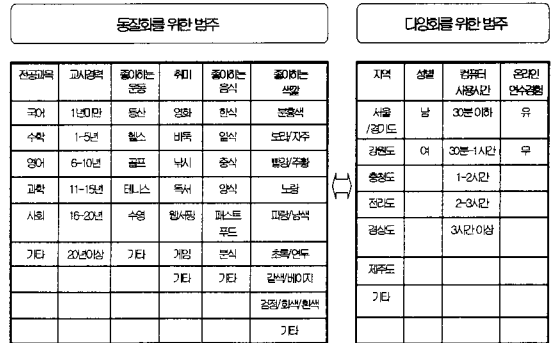 동질화를 위한 범주
다양화를 위한 범주
전공과목 교사경력 좋아하는 운동 취미 좋아하는 음식 좋아하는 색깔
국어 1년미만 등산 영화 한식 분홍색
수학 1-5년 헬스 바둑 일식 보라/자주
영어 6-10년 골프 낚시 중식 빨강/주황
과학 11-15년 테니스 독서 양식 노랑
사회 16-20년 수영 웹서핑 패스트 푸드 파랑/남색
기타 20년이상 기타 게임 분식 초록/연두
기타 기타 갈색/베이지
검정/회색/흰색
기타
지역 성별 컴퓨터 사용시간 온라인 연수경험
서울 /경기도 남 30분 이하 유
강원도 여 30분-1시간 무
충청도 1-2시간
전라도 2-3시간
경상도 3시간 이상
제주도
기타